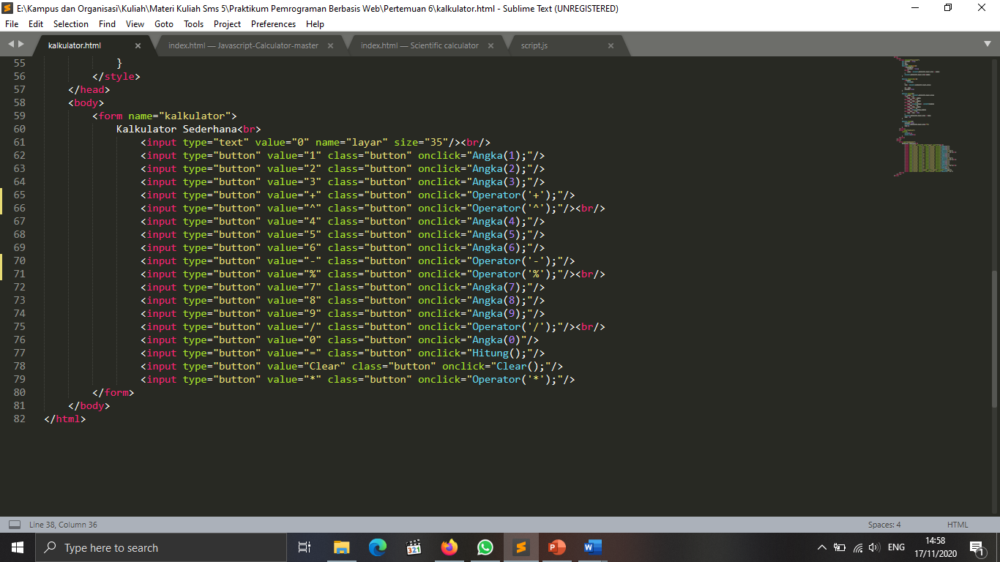 E:\Kampus dan Organisasi\Kuliah\Materi Kuliah Sms 5\Praktikum Pemrograman Berbasis Web\Pertemuan 6\kalkulator.html - Sublime Text (UNREGISTERED)
File Edit Selection Find View Goto Tools Project Preferences Help
kalkulator.html × index.html — Javascript-Calculator-master × index.html — Scientific calculator × script.js ×
55 }
56 </style>
57 </head>
58 <body>
59 <form name="kalkulator">
60 Kalkulator Sederhana<br>
61 <input type="text" value="0" name="layar" size="35"/><br/>
62 <input type="button" value="1" class="button" onclick="Angka(1);"/>
63 <input type="button" value="2" class="button" onclick="Angka(2);"/>
64 <input type="button" value="3" class="button" onclick="Angka(3);"/>
65 <input type="button" value="+" class="button" onclick="Operator('+');"/>
66 <input type="button" value="^" class="button" onclick="Operator('^');"/><br/>
67 <input type="button" value="4" class="button" onclick="Angka(4);"/>
68 <input type="button" value="5" class="button" onclick="Angka(5);"/>
69 <input type="button" value="6" class="button" onclick="Angka(6);"/>
70 <input type="button" value="-" class="button" onclick="Operator('-');"/>
71 <input type="button" value="%" class="button" onclick="Operator('%');"/><br/>
72 <input type="button" value="7" class="button" onclick="Angka(7);"/>
73 <input type="button" value="8" class="button" onclick="Angka(8);"/>
74 <input type="button" value="9" class="button" onclick="Angka(9);"/>
75 <input type="button" value="/" class="button" onclick="Operator('/');"/><br/>
76 <input type="button" value="0" class="button" onclick="Angka(0)"/>
77 <input type="button" value="=" class="button" onclick="Hitung();"/>
78 <input type="button" value="Clear" class="button" onclick="Clear();"/>
79 <input type="button" value="*" class="button" onclick="Operator('*');"/>
80 </form>
81 </body>
82 </html>
Line 38, Column 36 Spaces: 4 HTML
Type here to search 321 ENG 14:58
17/11/2020 1